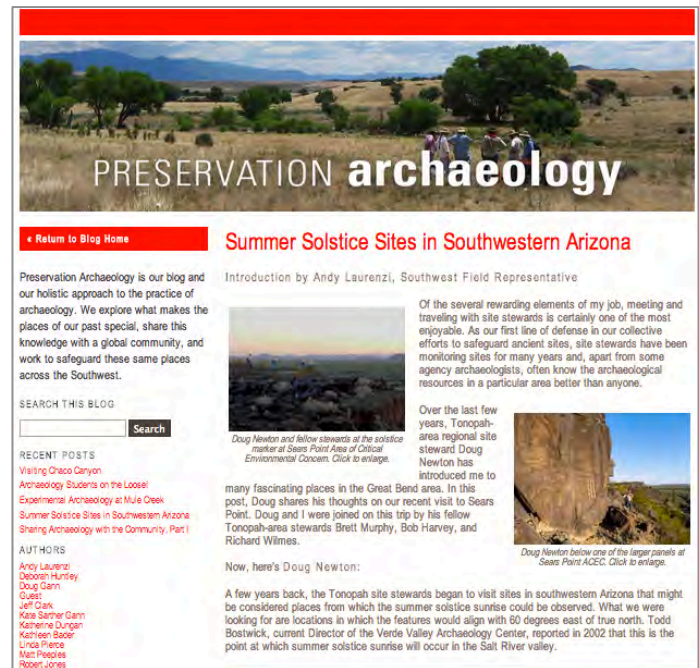 PRESERVATION archaeology
« Return to Blog Home
Preservation Archaeology is our blog and
our holistic approach to the practice of
archaeology. We explore what makes the
places of our past special, share this
knowledge with a global community, and
work to safeguard these same places
across the Southwest.
SEARCH THIS BLOG
Search
RECENT POSTS
Visiting Chaco Canyon
Archaeology Students on the Loose!
Experimental Archaeology at Mule Creek
Summer Solstice Sites in Southwestern Arizona
Sharing Archaeology with the Community, Part I
AUTHORS
Andy Laurenzi
Deborah Huntley
Doug Gann
Guest
Jeff Clark
Kate Sarther Gann
Katherine Dungan
Kathleen Bader
Linda Pierce
Matt Peeples
Robert Jones
Summer Solstice Sites in Southwestern Arizona
Introduction by Andy Laurenzi, Southwest Field Representative
Of the several rewarding elements of my job, meeting and
traveling with site stewards is certainly one of the most
enjoyable. As our first line of defense in our collective
efforts to safeguard ancient sites, site stewards have been
monitoring sites for many years and, apart from some
agency archaeologists, often know the archaeological
resources in a particular area better than anyone.
Doug Newton and fellow stewards at the solstice
marker at Sears Point Area of Critical
Environmental Concern. Click to enlarge.
Over the last few
years, Tonopah-
area regional site
steward Doug
Newton has
introduced me to
many fascinating places in the Great Bend area. In this
post, Doug shares his thoughts on our recent visit to Sears
Point. Doug and I were joined on this trip by his fellow
Tonopah-area stewards Brett Murphy, Bob Harvey, and
Richard Wilmes.
Doug Newton below one of the larger panels at
Sears Point ACEC. Click to enlarge.
Now, here's Doug Newton:
A few years back, the Tonopah site stewards began to visit sites in southwestern Arizona that might
be considered places from which the summer solstice sunrise could be observed. What we were
looking for are locations in which the features would align with 60 degrees east of true north. Todd
Bostwick, current Director of the Verde Valley Archaeology Center, reported in 2002 that this is the
point at which summer solstice sunrise will occur in the Salt River valley.